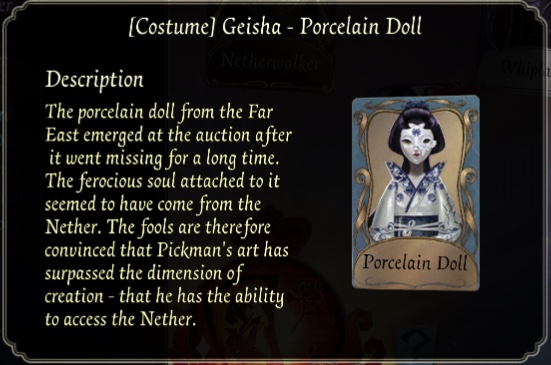 [Costume] Geisha - Porcelain Doll
Netherwalker
Description
The porcelain doll from the Far
East emerged at the auction after
it went missing for a long time.
The ferocious soul attached to it
seemed to have come from the
Nether. The fools are therefore
convinced that Pickman's art has
surpassed the dimension of
creation - that he has the ability
to access the Nether.
Porcelain Doll